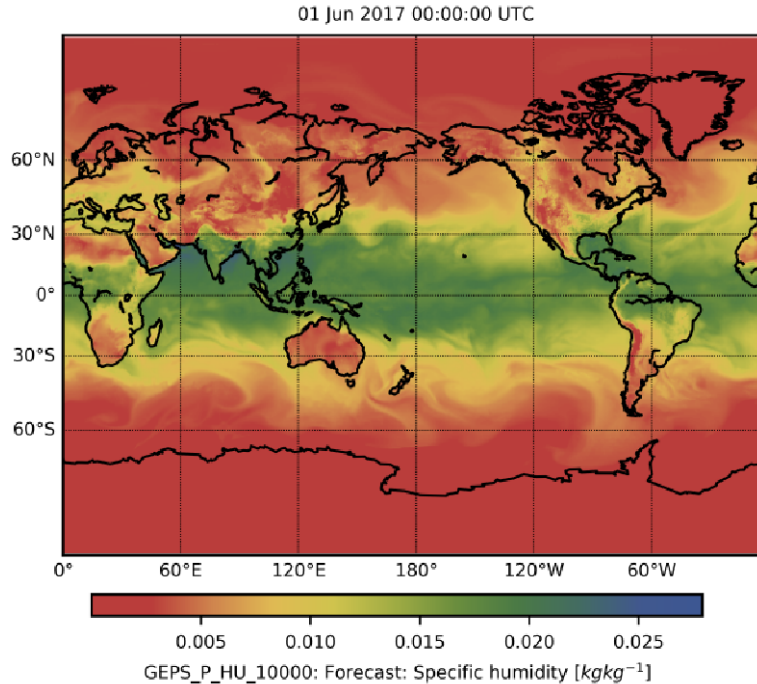 01 Jun 2017 00:00:00 UTC
60°N
30°N
0°
30°S
60°S
0° 60°E 120°E 180° 120°W 60°W
0.005 0.010 0.015 0.020 0.025
GEPS_P_HU_10000: Forecast: Specific humidity [kgkg⁻¹]